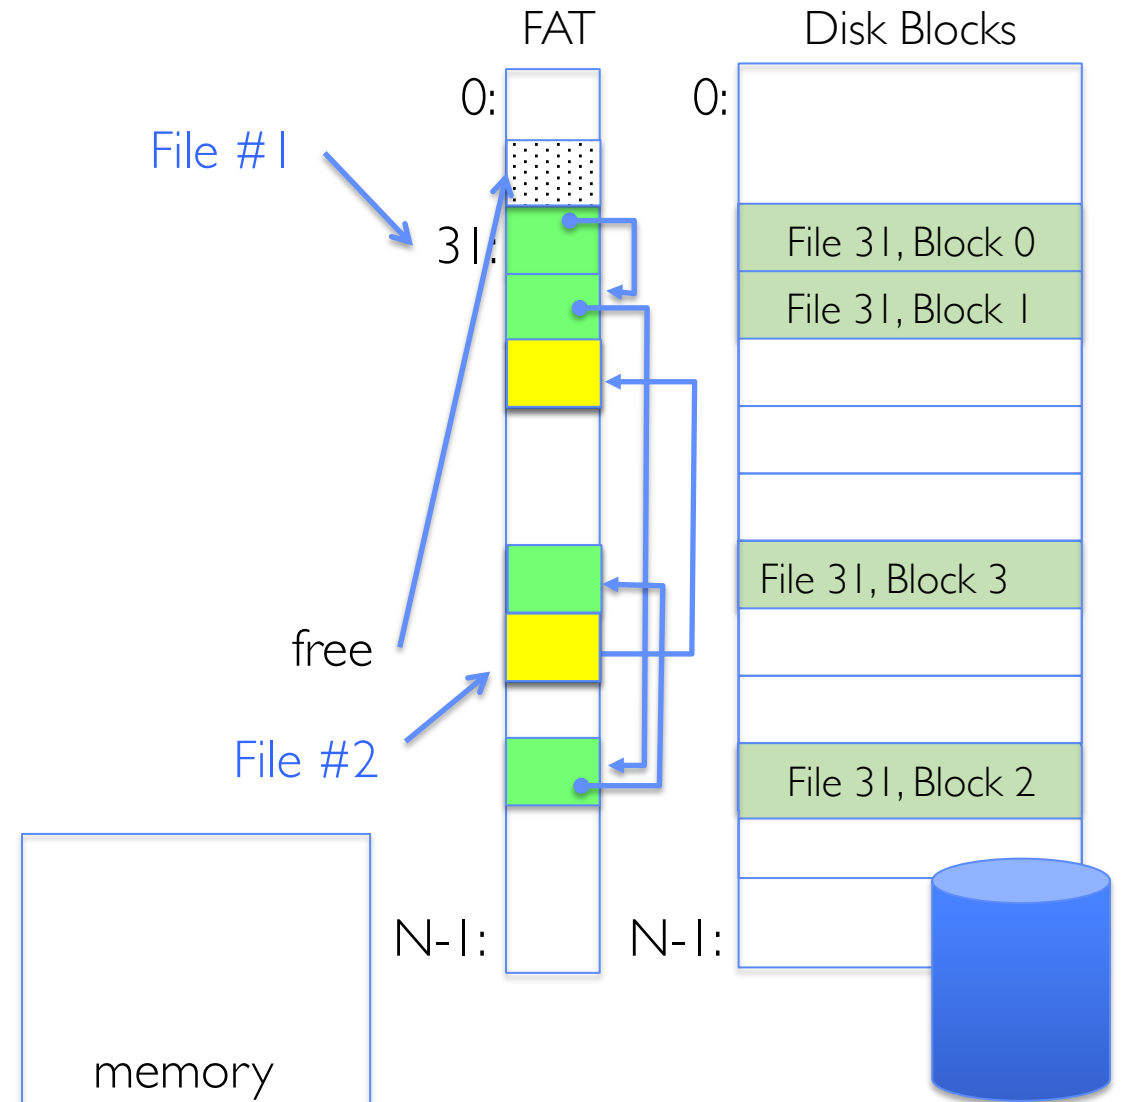 FAT
Disk Blocks
0:
0:
File #1
31:
File 31, Block 0
File 31, Block 1
File 31, Block 3
free
File #2
File 31, Block 2
N-1:
N-1:
memory